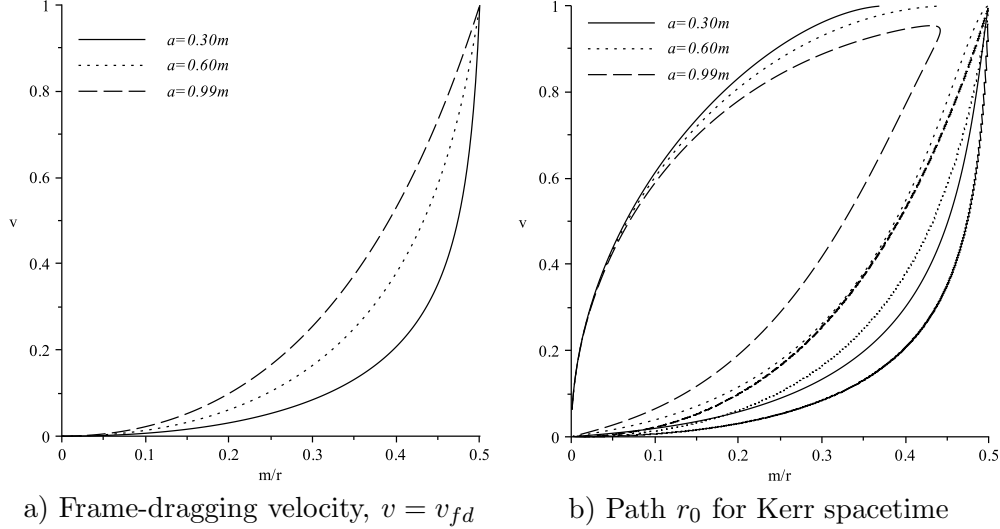 1
a=0.30m
a=0.60m
a=0.99m
0.8
0.6
v
0.4
0.2
0
0 0.1 0.2 0.3 0.4 0.5
m/r
a) Frame-dragging velocity, v = v_fd
1
a=0.30m
a=0.60m
a=0.99m
0.8
0.6
v
0.4
0.2
0
0 0.1 0.2 0.3 0.4 0.5
m/r
b) Path r₀ for Kerr spacetime